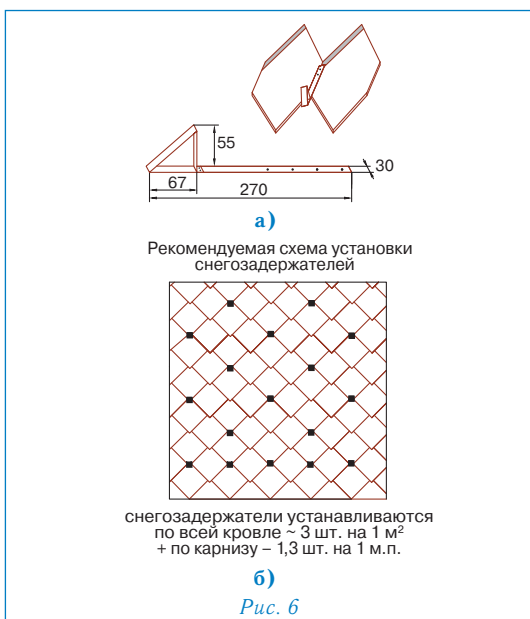 55
30
67
270
а)
Рекомендуемая схема установки
снегозадержателей
снегозадержатели устанавливаются
по всей кровле ~ 3 шт. на 1 м²
+ по карнизу – 1,3 шт. на 1 м.п.
б)
Рис. 6